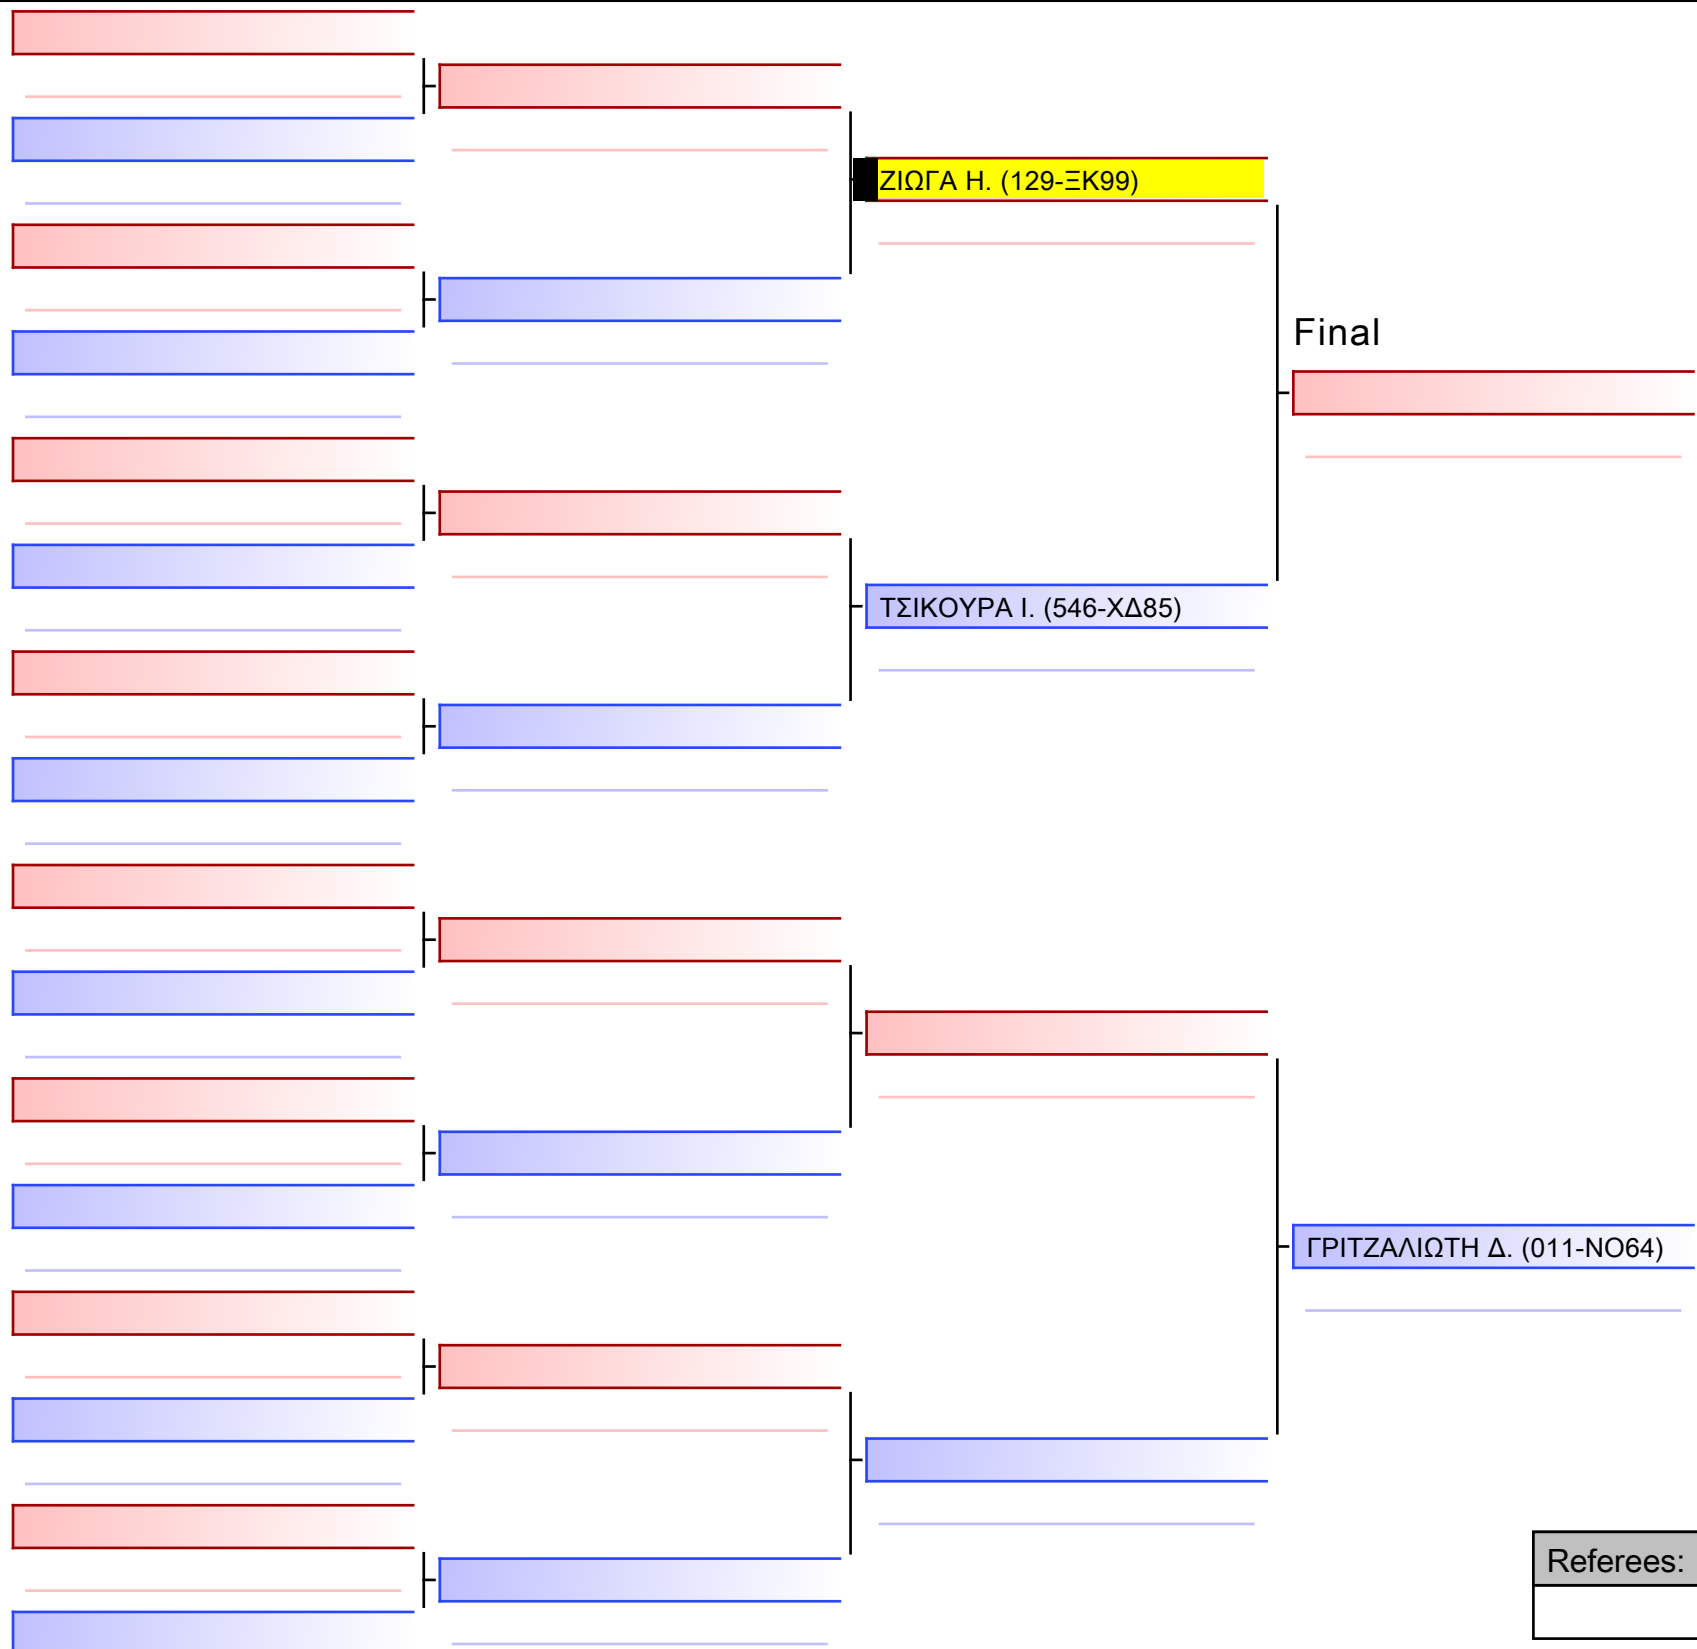 ΖΙΩΓΑ Η. (129-ΞΚ99)
Final
ΤΣΙΚΟΥΡΑ Ι. (546-ΧΔ85)
ΓΡΙΤΖΑΛΙΩΤΗ Δ. (011-ΝΟ64)
Referees: